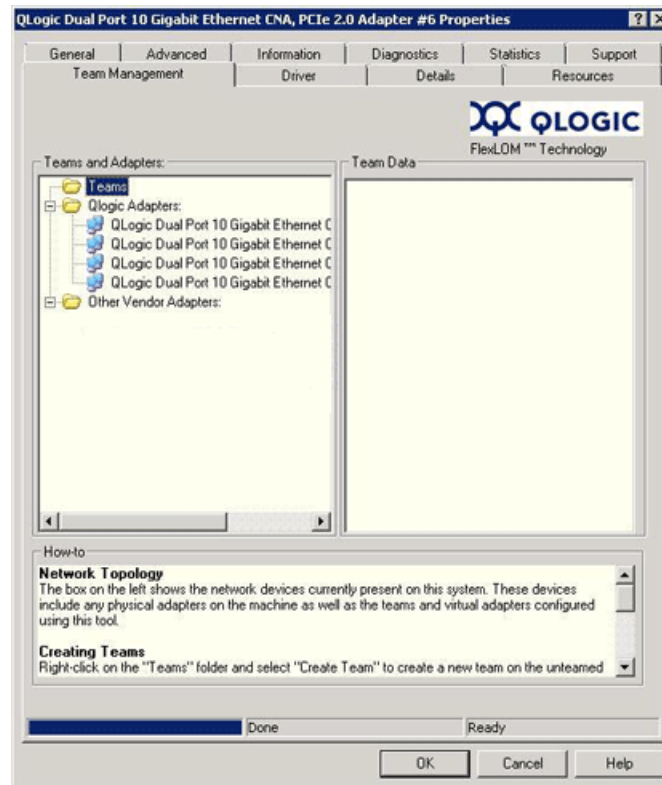 QLogic Dual Port 10 Gigabit Ethernet CNA, PCIe 2.0 Adapter #6 Properties
General Advanced Information Diagnostics Statistics Support
Team Management Driver Details Resources
QLOGIC
FlexLOM ™ Technology
Teams and Adapters: Team Data
Teams
Qlogic Adapters:
QLogic Dual Port 10 Gigabit Ethernet C
QLogic Dual Port 10 Gigabit Ethernet C
QLogic Dual Port 10 Gigabit Ethernet C
QLogic Dual Port 10 Gigabit Ethernet C
Other Vendor Adapters:
How-to
Network Topology
The box on the left shows the network devices currently present on this system. These devices
include any physical adapters on the machine as well as the teams and virtual adapters configured
using this tool.
Creating Teams
Right-click on the "Teams" folder and select "Create Team" to create a new team on the unteamed
Done Ready
OK Cancel Help